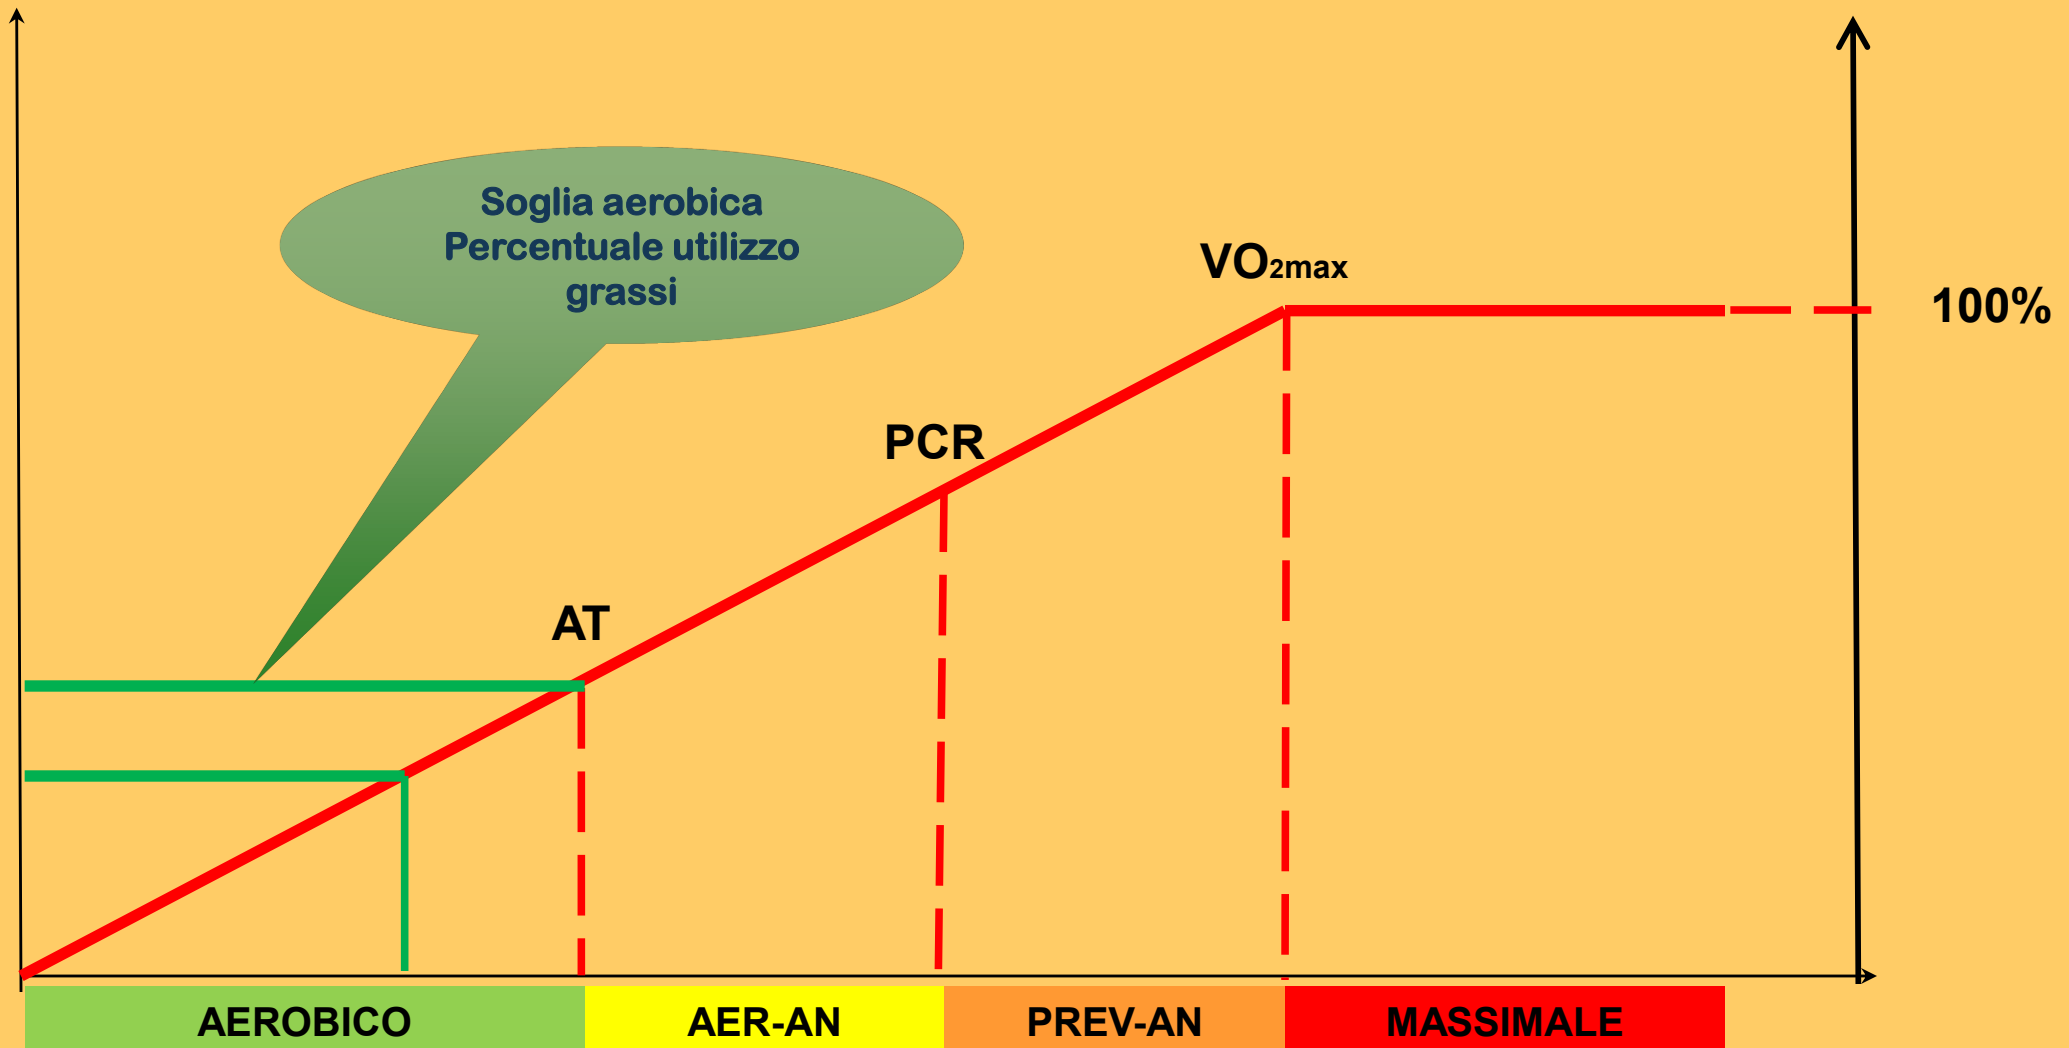 Soglia aerobica
Percentuale utilizzo
grassi
VO2max
100%
PCR
AT
AEROBICO
AER-AN
PREV-AN
MASSIMALE